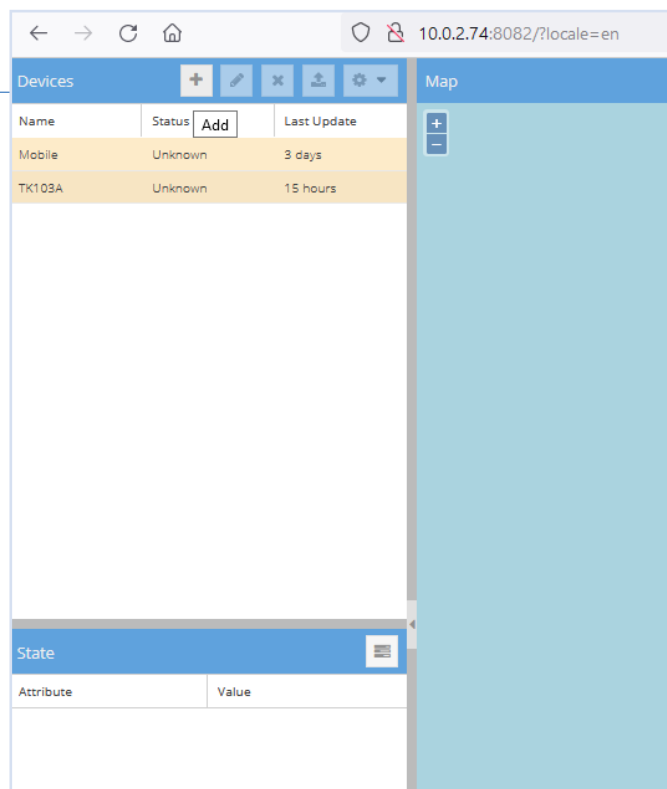 10.0.2.74:8082/?locale=en
Devices
Map
Name Status Last Update
Add
Mobile Unknown 3 days
TK103A Unknown 15 hours
State
Attribute Value